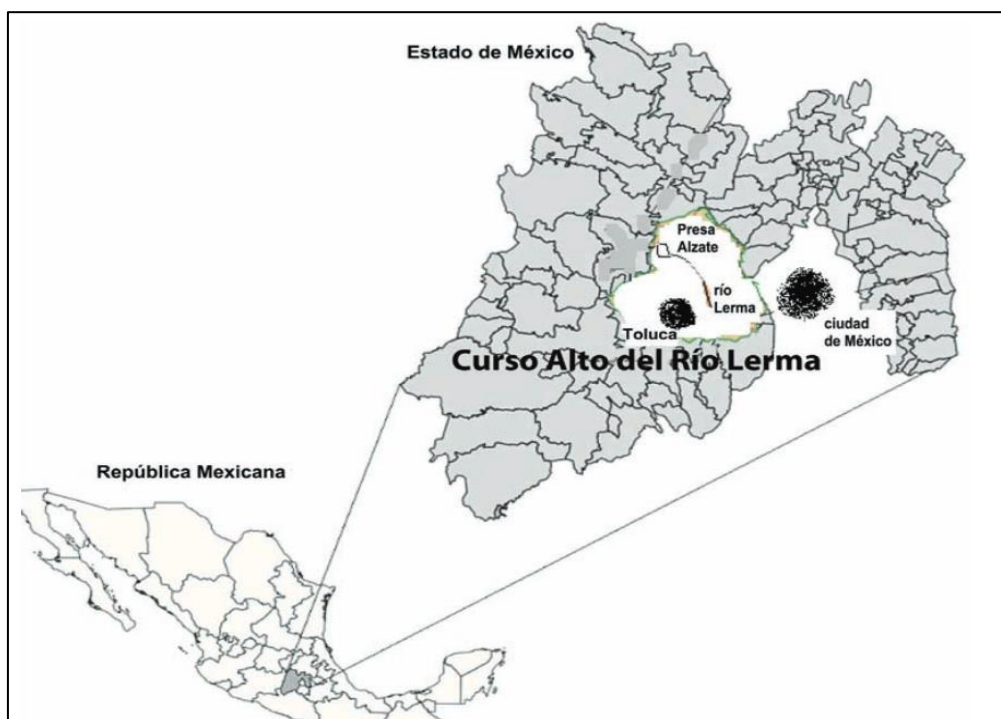 Estado de México
Presa
Alzate
río
Lerma
Toluca
ciudad
de México
Curso Alto del Río Lerma
República Mexicana